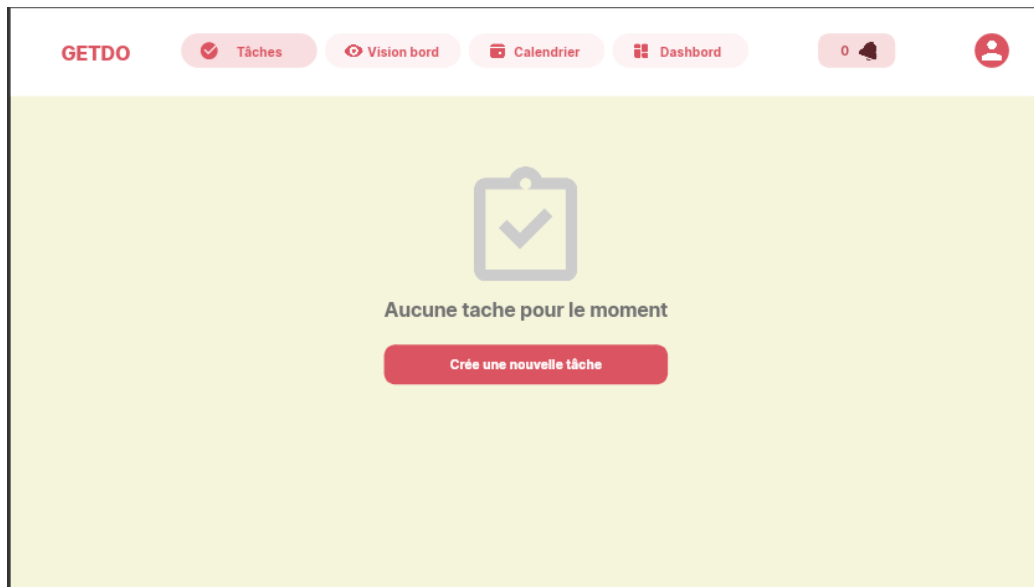 GETDO
Tâches
Vision bord
Calendrier
Dashbord
0
Aucune tache pour le moment
Crée une nouvelle tâche